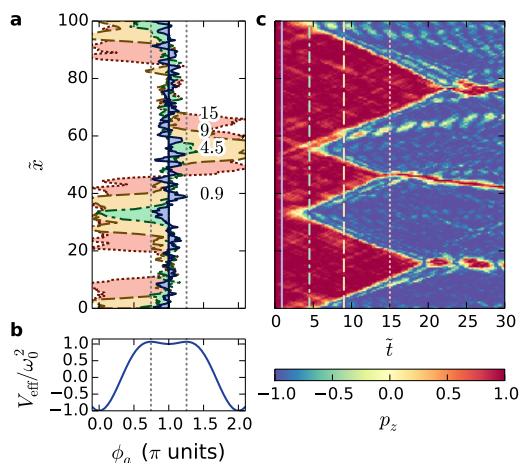 a
100
80
60
40
20
0
x̃
15
9
4.5
0.9
b
1.0
0.5
0.0
−0.5
−1.0
V_eff/ω_0^2
0.0 0.5 1.0 1.5 2.0
ϕ_a (π units)
c
0 5 10 15 20 25 30
t̃
−1.0 −0.5 0.0 0.5 1.0
p_z